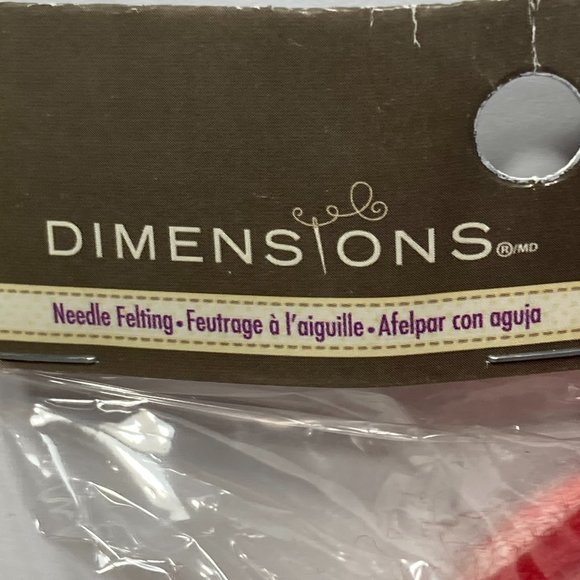 DIMENSIONS®/MD
Needle Felting • Feutrage à l'aiguille • Afelpar con aguja